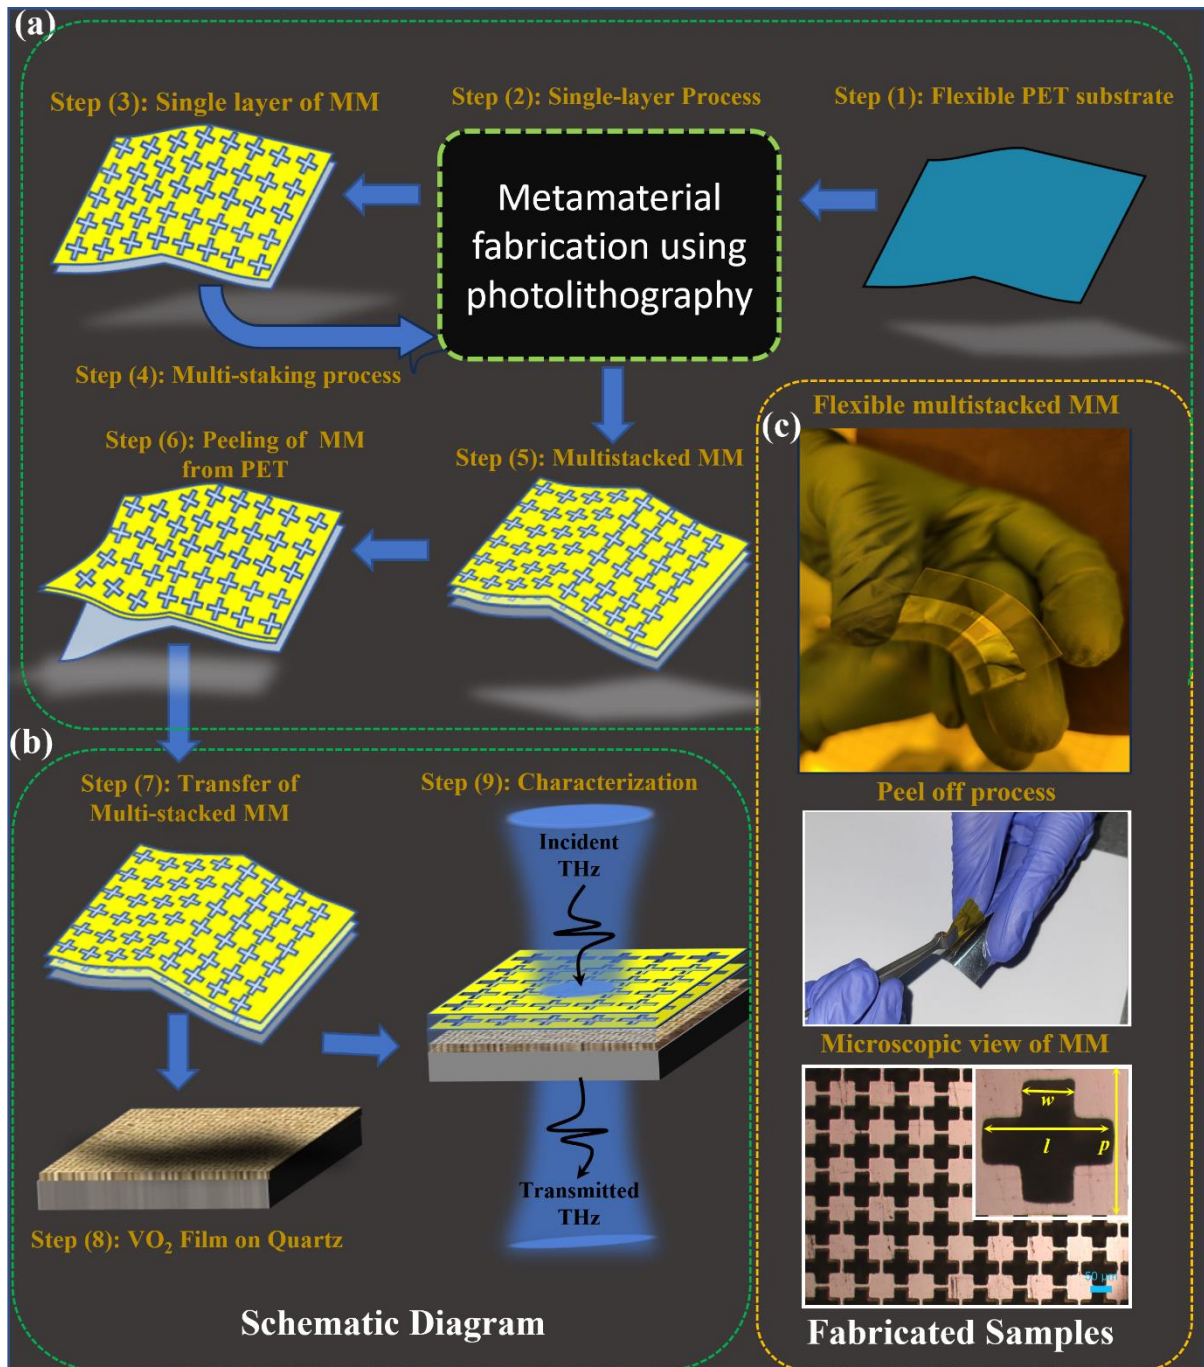 (a)
Step (3): Single layer of MM
Step (2): Single-layer Process
Step (1): Flexible PET substrate
Metamaterial
fabrication using
photolithography
Step (4): Multi-staking process
Step (6): Peeling of MM
from PET
Step (5): Multistacked MM
(b)
Step (7): Transfer of
Multi-stacked MM
Step (9): Characterization
Incident
THz
Transmitted
THz
Step (8): VO₂ Film on Quartz
Schematic Diagram
(c)
Flexible multistacked MM
Peel off process
Microscopic view of MM
w
l
p
50 μm
Fabricated Samples